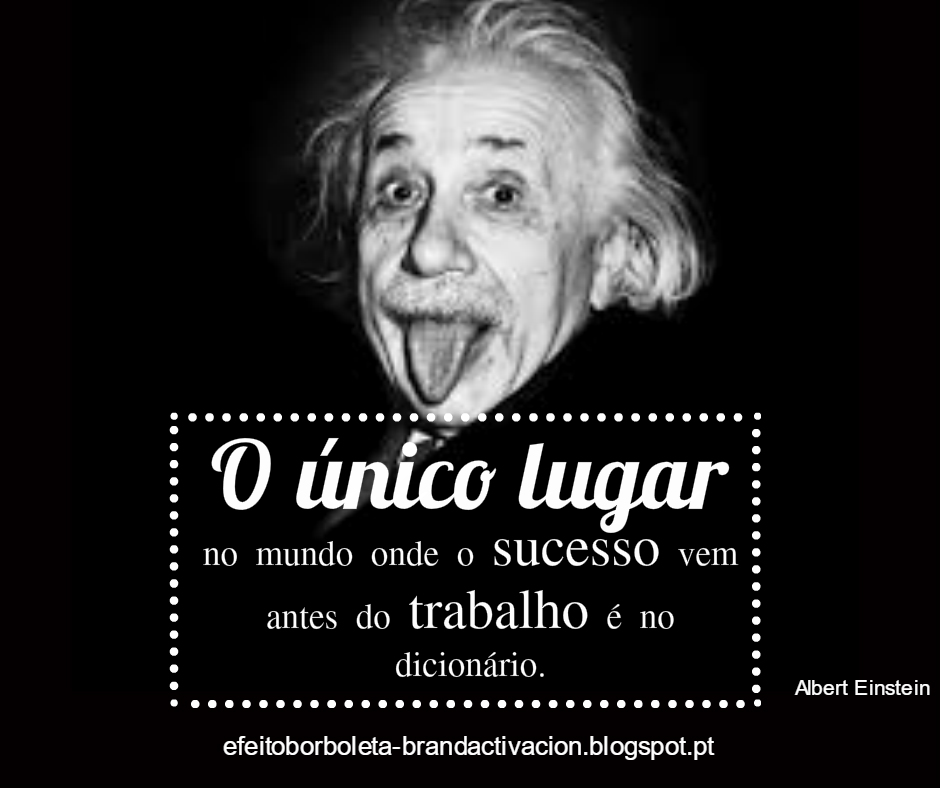 O único lugar
no mundo onde o sucesso vem
antes do trabalho é no
dicionário.
Albert Einstein
efeitoborboleta-brandactivacion.blogspot.pt